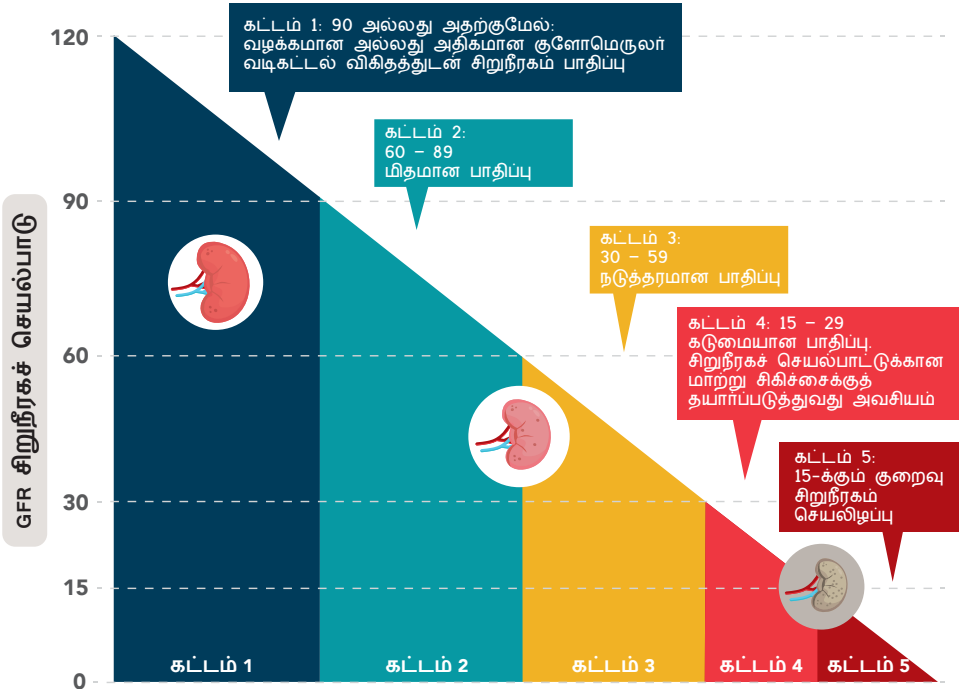 120
கட்டம் 1: 90 அல்லது அதற்குமேல்:
வழக்கமான அல்லது அதிகமான குளோமெருலர்
வடிகட்டல் விகிதத்துடன் சிறுநீரகம் பாதிப்பு
கட்டம் 2:
60 – 89
மிதமான பாதிப்பு
90
கட்டம் 3:
30 – 59
நடுத்தரமான பாதிப்பு
கட்டம் 4: 15 – 29
கடுமையான பாதிப்பு.
சிறுநீரகச் செயல்பாட்டுக்கான
மாற்று சிகிச்சைக்குத்
தயார்ப்படுத்துவது அவசியம்
60
GFR சிறுநீரகச் செயல்பாடு
கட்டம் 5:
15-க்கும் குறைவு
சிறுநீரகம்
செயலிழப்பு
30
15
0
கட்டம் 1
கட்டம் 2
கட்டம் 3
கட்டம் 4
கட்டம் 5